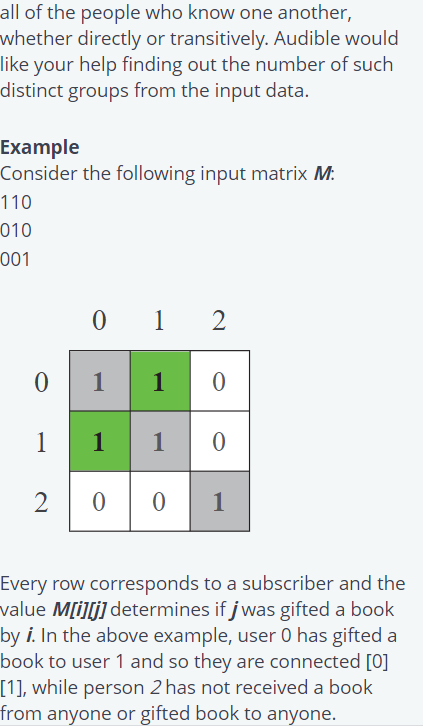 all of the people who know one another,
whether directly or transitively. Audible would
like your help finding out the number of such
distinct groups from the input data.
Example
Consider the following input matrix M:
110
010
001
0 1 2
0 1 1 0
1 1 1 0
2 0 0 1
Every row corresponds to a subscriber and the
value M[i][j] determines if j was gifted a book
by i. In the above example, user 0 has gifted a
book to user 1 and so they are connected [0]
[1], while person 2 has not received a book
from anyone or gifted book to anyone.